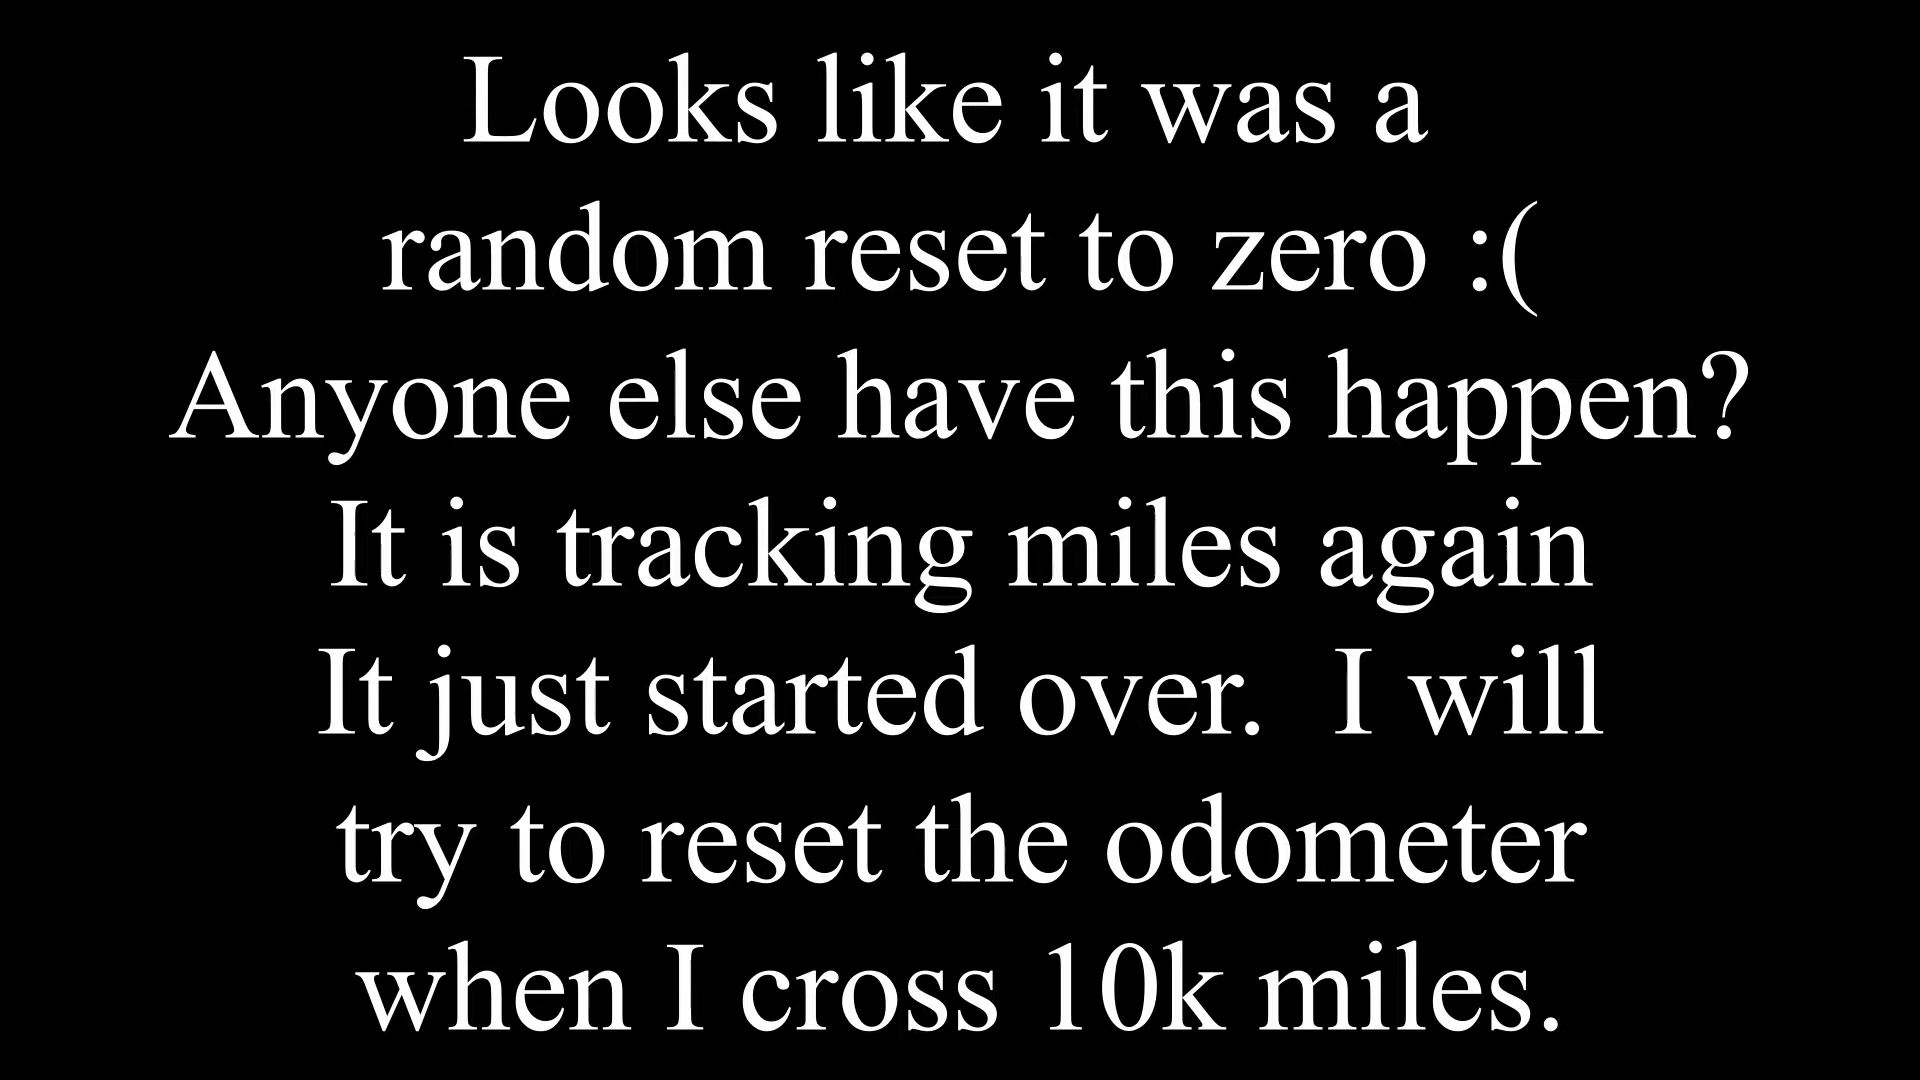 Looks like it was a
random reset to zero :(
Anyone else have this happen?
It is tracking miles again
It just started over.  I will
try to reset the odometer
when I cross 10k miles.